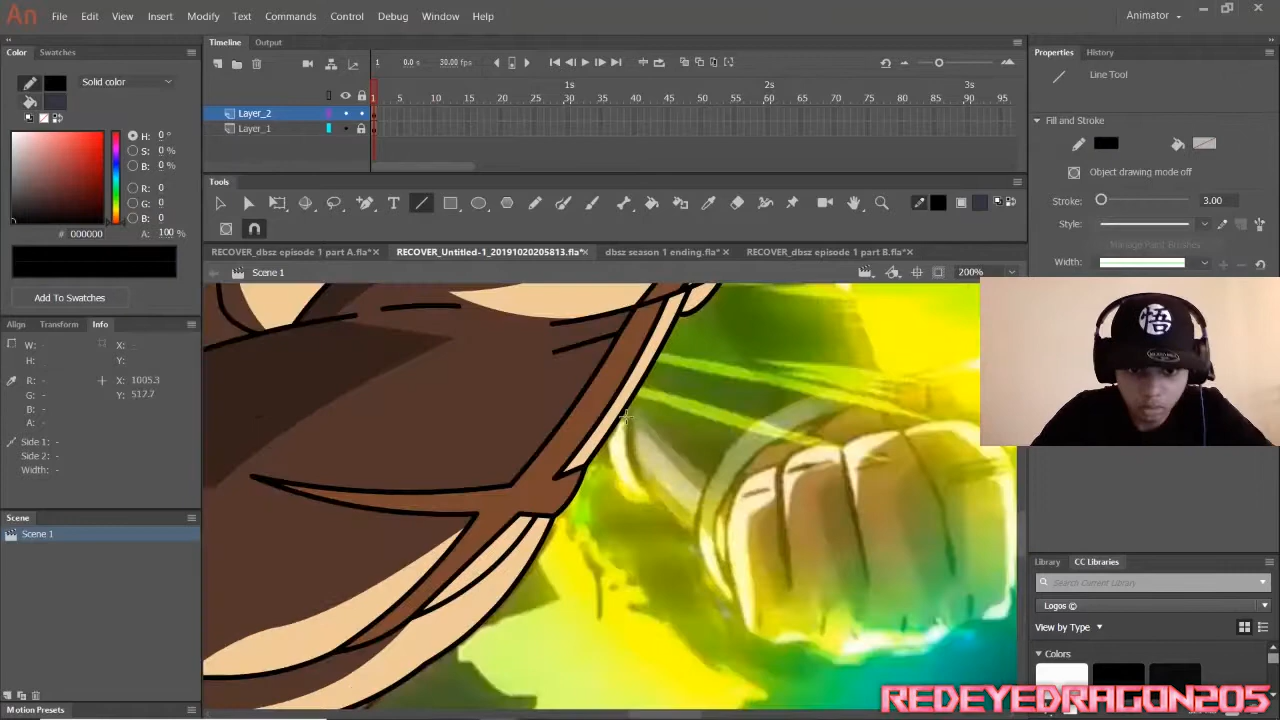 An File Edit View Insert Modify Text Commands Control Debug Window Help Animator
Color Swatches
Timeline Output
Properties History
Solid color
1 0.0 s 30.00 fps
Line Tool
1s 2s 3s
1 5 10 15 20 25 30 35 40 45 50 55 60 65 70 75 80 85 90 95
Layer_2
Layer_1
Fill and Stroke
H: 0 °
S: 0 %
B: 0 %
R: 0
G: 0
B: 0
# 000000 A: 100 %
Object drawing mode off
Tools
Stroke: 3.00
Style:
Manage Paint Brushes
Width:
RECOVER_dbsz episode 1 part A.fla* × RECOVER_Untitled-1_20191020205813.fla* × dbsz season 1 ending.fla* × RECOVER_dbsz episode 1 part B.fla* ×
Scene 1 200%
Add To Swatches
Align Transform Info
W: - X: -
H: - Y: -
R: - X: 1005.3
G: - Y: 517.7
B: -
A: -
Side 1: -
Side 2: -
Width: -
悟
Scene
Scene 1
Library CC Libraries
Search Current Library
Logos ©
View by Type
Colors
Motion Presets
REDEYEDRAGON205